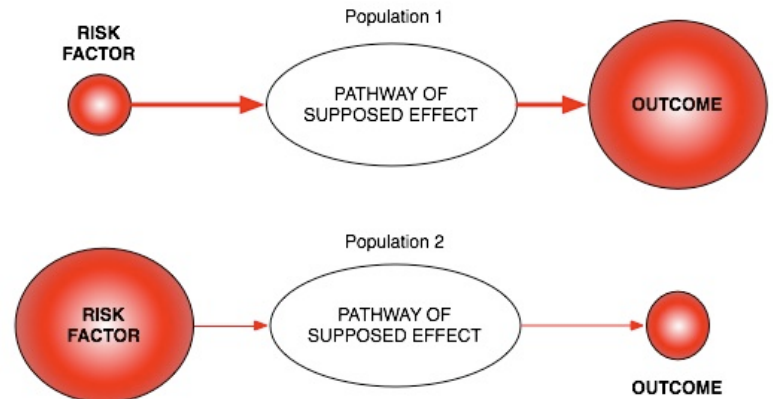 Population 1
RISK
FACTOR
PATHWAY OF
SUPPOSED EFFECT
OUTCOME
Population 2
RISK
FACTOR
PATHWAY OF
SUPPOSED EFFECT
OUTCOME